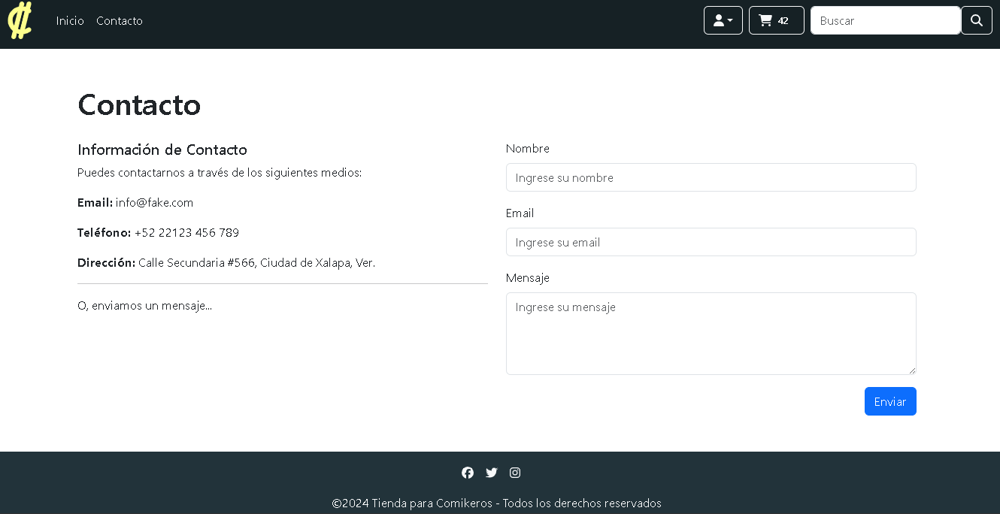 Inicio Contacto 42 Buscar
Contacto
Información de Contacto
Puedes contactarnos a través de los siguientes medios:
Email: info@fake.com
Teléfono: +52 22123 456 789
Dirección: Calle Secundaria #566, Ciudad de Xalapa, Ver.
O, envíamos un mensaje...
Nombre
Ingrese su nombre
Email
Ingrese su email
Mensaje
Ingrese su mensaje
Enviar
©2024 Tienda para Comikeros - Todos los derechos reservados